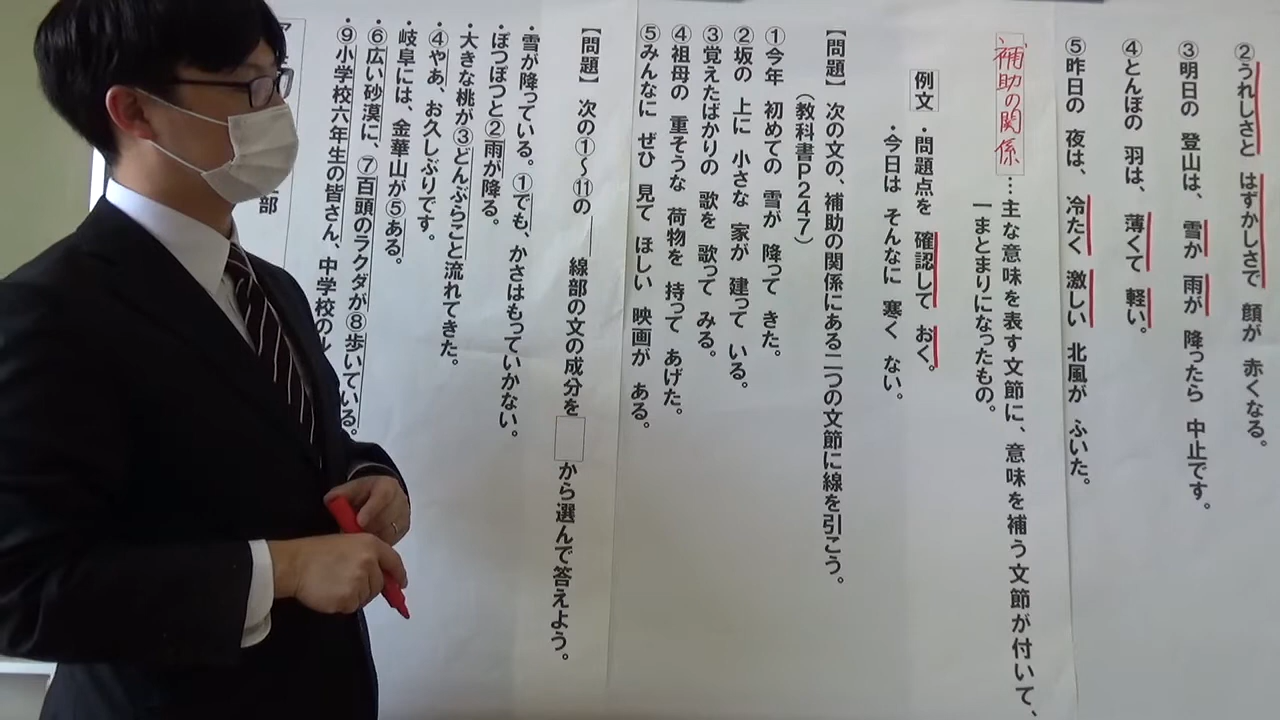 ②うれしさと はずかしさで 顔が 赤くなる。
③明日の 登山は、 雪か 雨が 降ったら 中止です。
④とんぼの 羽は、 薄くて 軽い。
⑤昨日の 夜は、 冷たく 激しい 北風が ふいた。
補助の関係…主な意味を表す文節に、意味を補う文節が付いて、
一まとまりになったもの。
例文 ・問題点を 確認して おく。
・今日は そんなに 寒く ない。
【問題】 次の文の、補助の関係にある二つの文節に線を引こう。
(教科書P247)
①今年 初めての 雪が 降って きた。
②坂の 上に 小さな 家が 建って いる。
③覚えたばかりの 歌を 歌って みる。
④祖母の 重そうな 荷物を 持って あげた。
⑤みんなに ぜひ 見て ほしい 映画が ある。
【問題】 次の①～⑪の＿＿線部の文の成分を□から選んで答えよう。
・雪が降っている。①でも、かさはもっていかない。
・ぽつぽつと②雨が降る。
・大きな桃が③どんぶらこと流れてきた。
・④やあ、お久しぶりです。
・岐阜には、金華山が⑤ある。
・⑥広い砂漠に、⑦百頭のラクダが⑧歩いている。
・⑨小学校六年生の皆さん、中学校の
ア
部